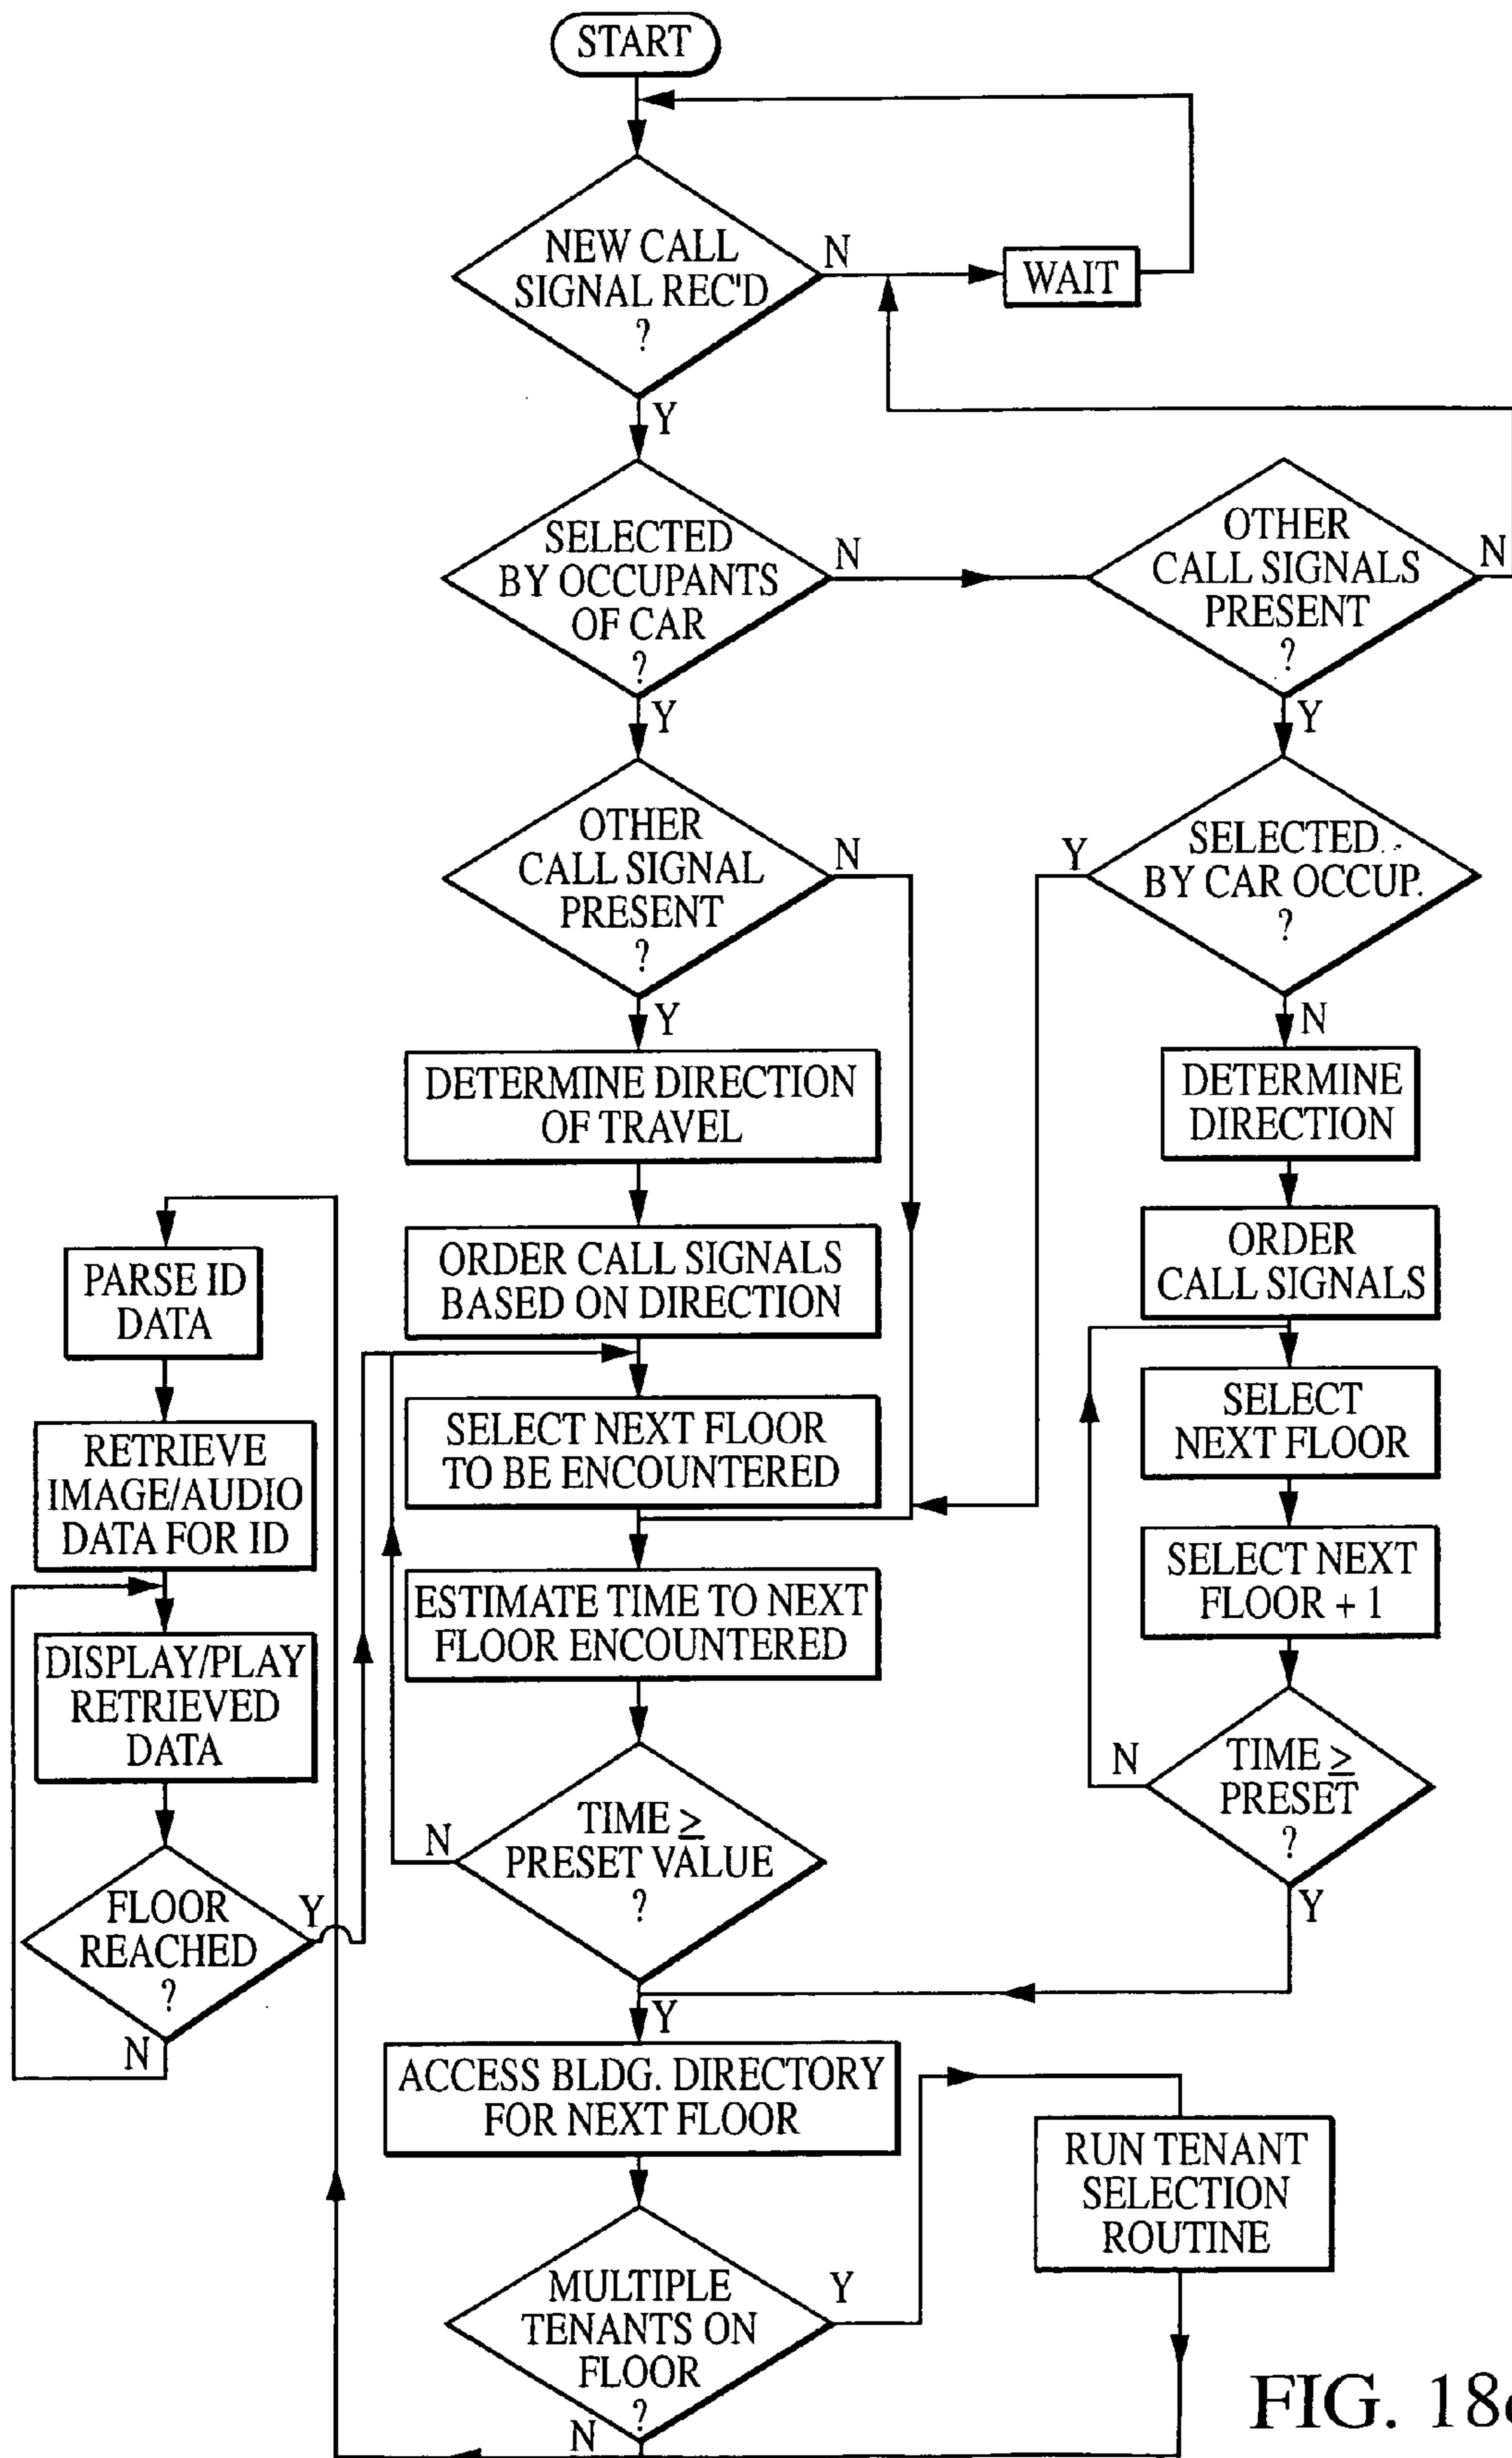 START
NEW CALL
SIGNAL REC'D
?
N
WAIT
Y
SELECTED
BY OCCUPANTS
OF CAR
?
N
OTHER
CALL SIGNALS
PRESENT
?
N
Y
Y
OTHER
CALL SIGNAL
PRESENT
?
N
Y
SELECTED
BY CAR OCCUP.
?
Y
N
DETERMINE DIRECTION
OF TRAVEL
DETERMINE
DIRECTION
ORDER CALL SIGNALS
BASED ON DIRECTION
ORDER
CALL SIGNALS
PARSE ID
DATA
SELECT NEXT FLOOR
TO BE ENCOUNTERED
SELECT
NEXT FLOOR
RETRIEVE
IMAGE/AUDIO
DATA FOR ID
ESTIMATE TIME TO NEXT
FLOOR ENCOUNTERED
SELECT NEXT
FLOOR + 1
DISPLAY/PLAY
RETRIEVED
DATA
N
TIME ≥
PRESET VALUE
?
N
TIME ≥
PRESET
?
FLOOR
REACHED
?
Y
N
Y
Y
ACCESS BLDG. DIRECTORY
FOR NEXT FLOOR
RUN TENANT
SELECTION
ROUTINE
MULTIPLE
TENANTS ON
FLOOR
?
Y
N
FIG. 18